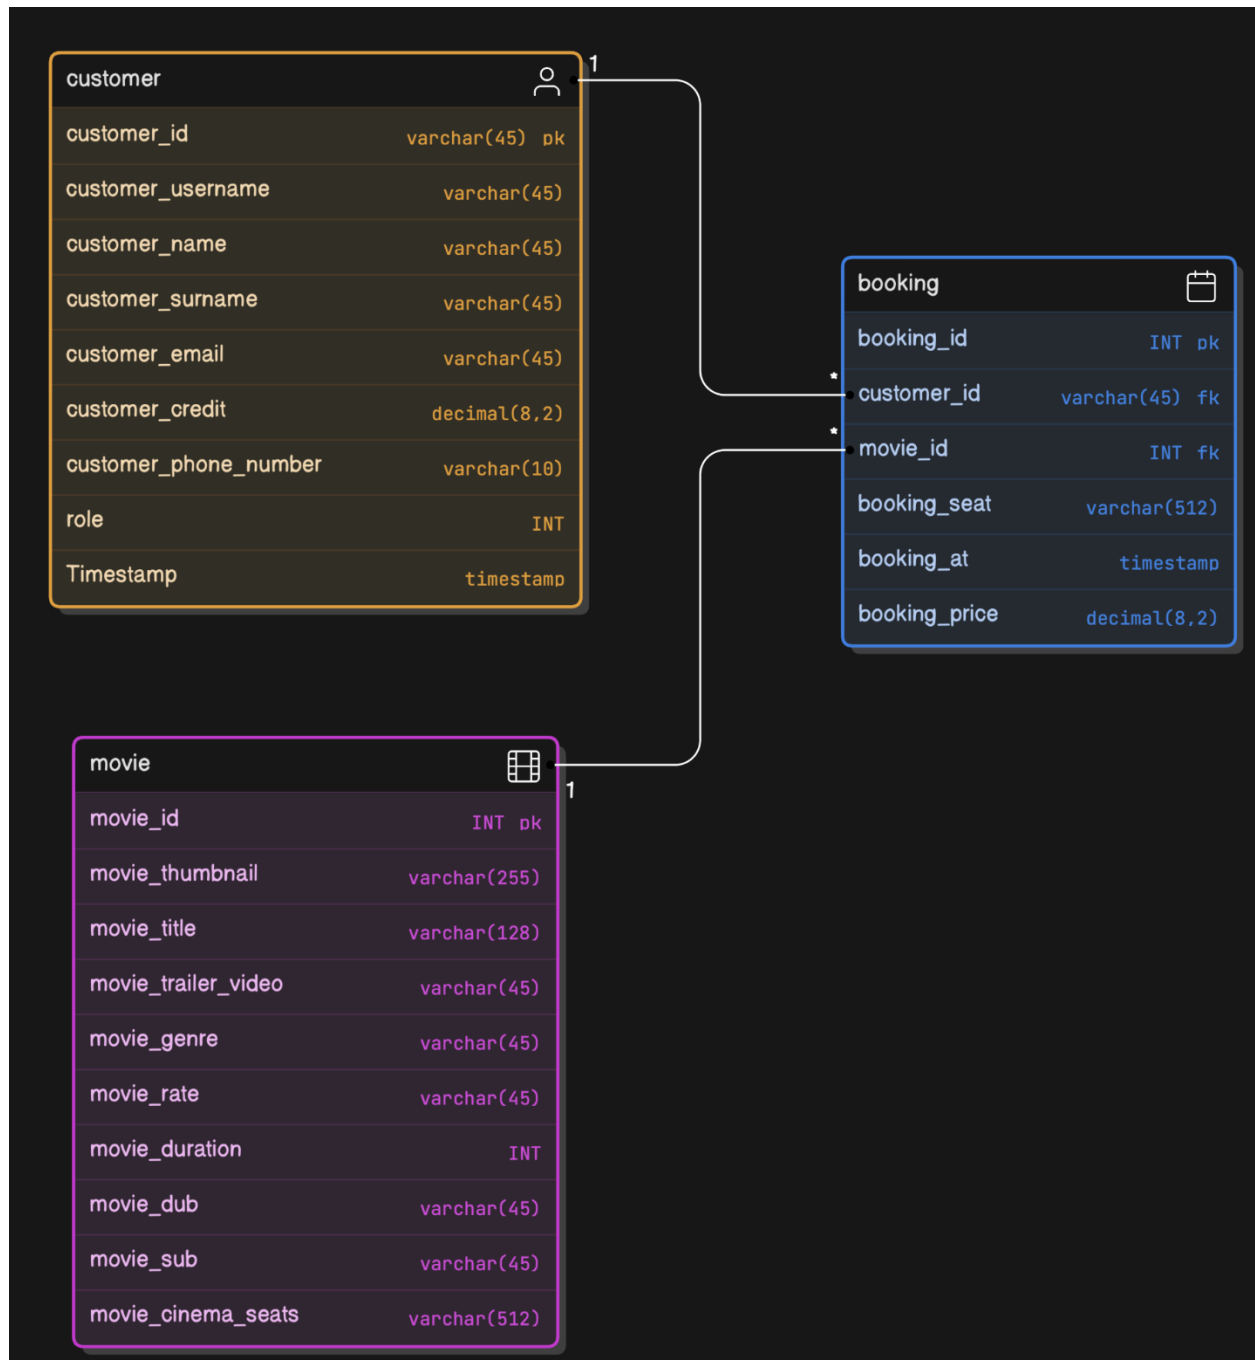 customer
1
customer_id varchar(45) pk
customer_username varchar(45)
customer_name varchar(45)
customer_surname varchar(45)
customer_email varchar(45)
customer_credit decimal(8,2)
customer_phone_number varchar(10)
role INT
Timestamp timestamp
booking
booking_id INT pk
* customer_id varchar(45) fk
* movie_id INT fk
booking_seat varchar(512)
booking_at timestamp
booking_price decimal(8,2)
movie
1
movie_id INT pk
movie_thumbnail varchar(255)
movie_title varchar(128)
movie_trailer_video varchar(45)
movie_genre varchar(45)
movie_rate varchar(45)
movie_duration INT
movie_dub varchar(45)
movie_sub varchar(45)
movie_cinema_seats varchar(512)